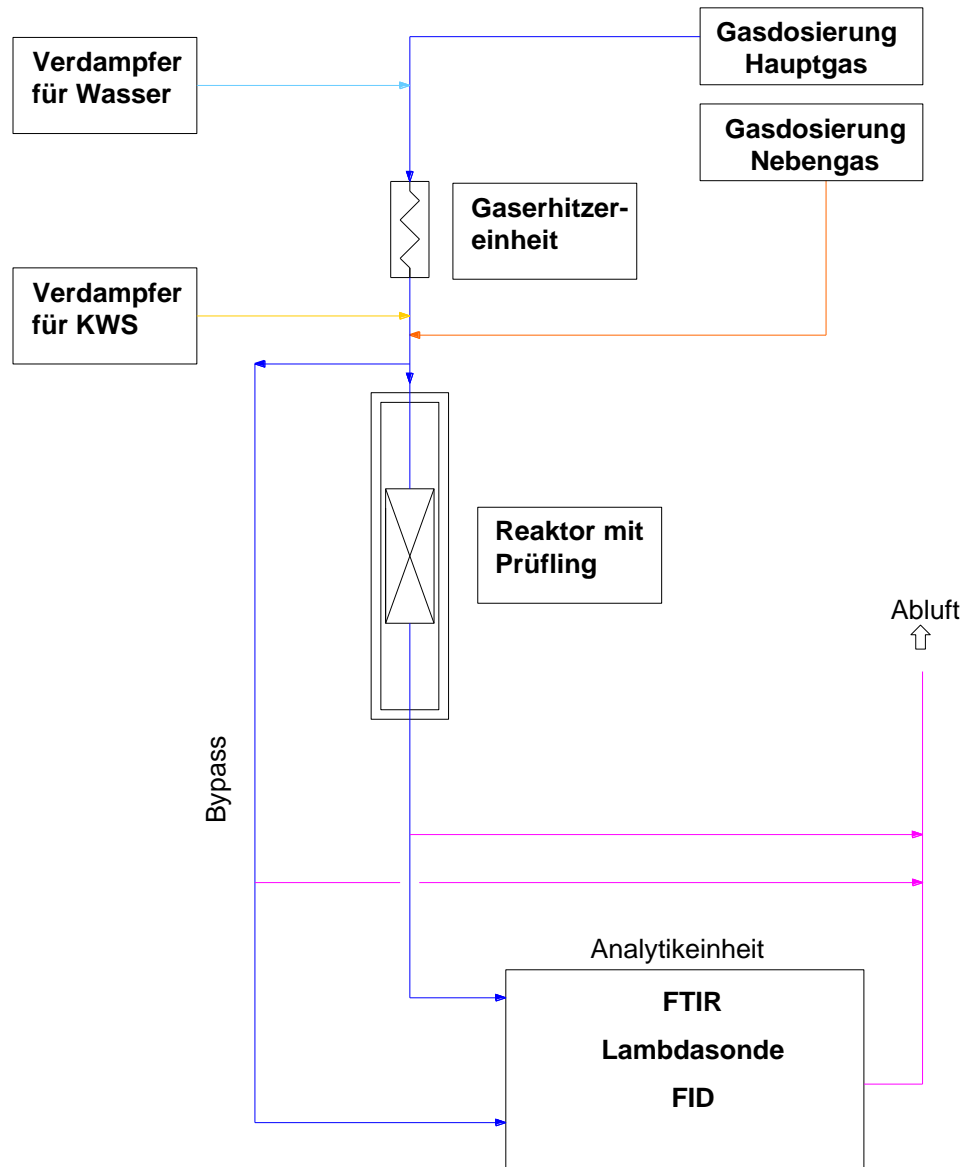 Gasdosierung
Hauptgas
Verdampfer
für Wasser
Gasdosierung
Nebengas
Gaserhitzer-
einheit
Verdampfer
für KWS
Reaktor mit
Prüfling
Abluft
Bypass
Analytikeinheit
FTIR
Lambdasonde
FID